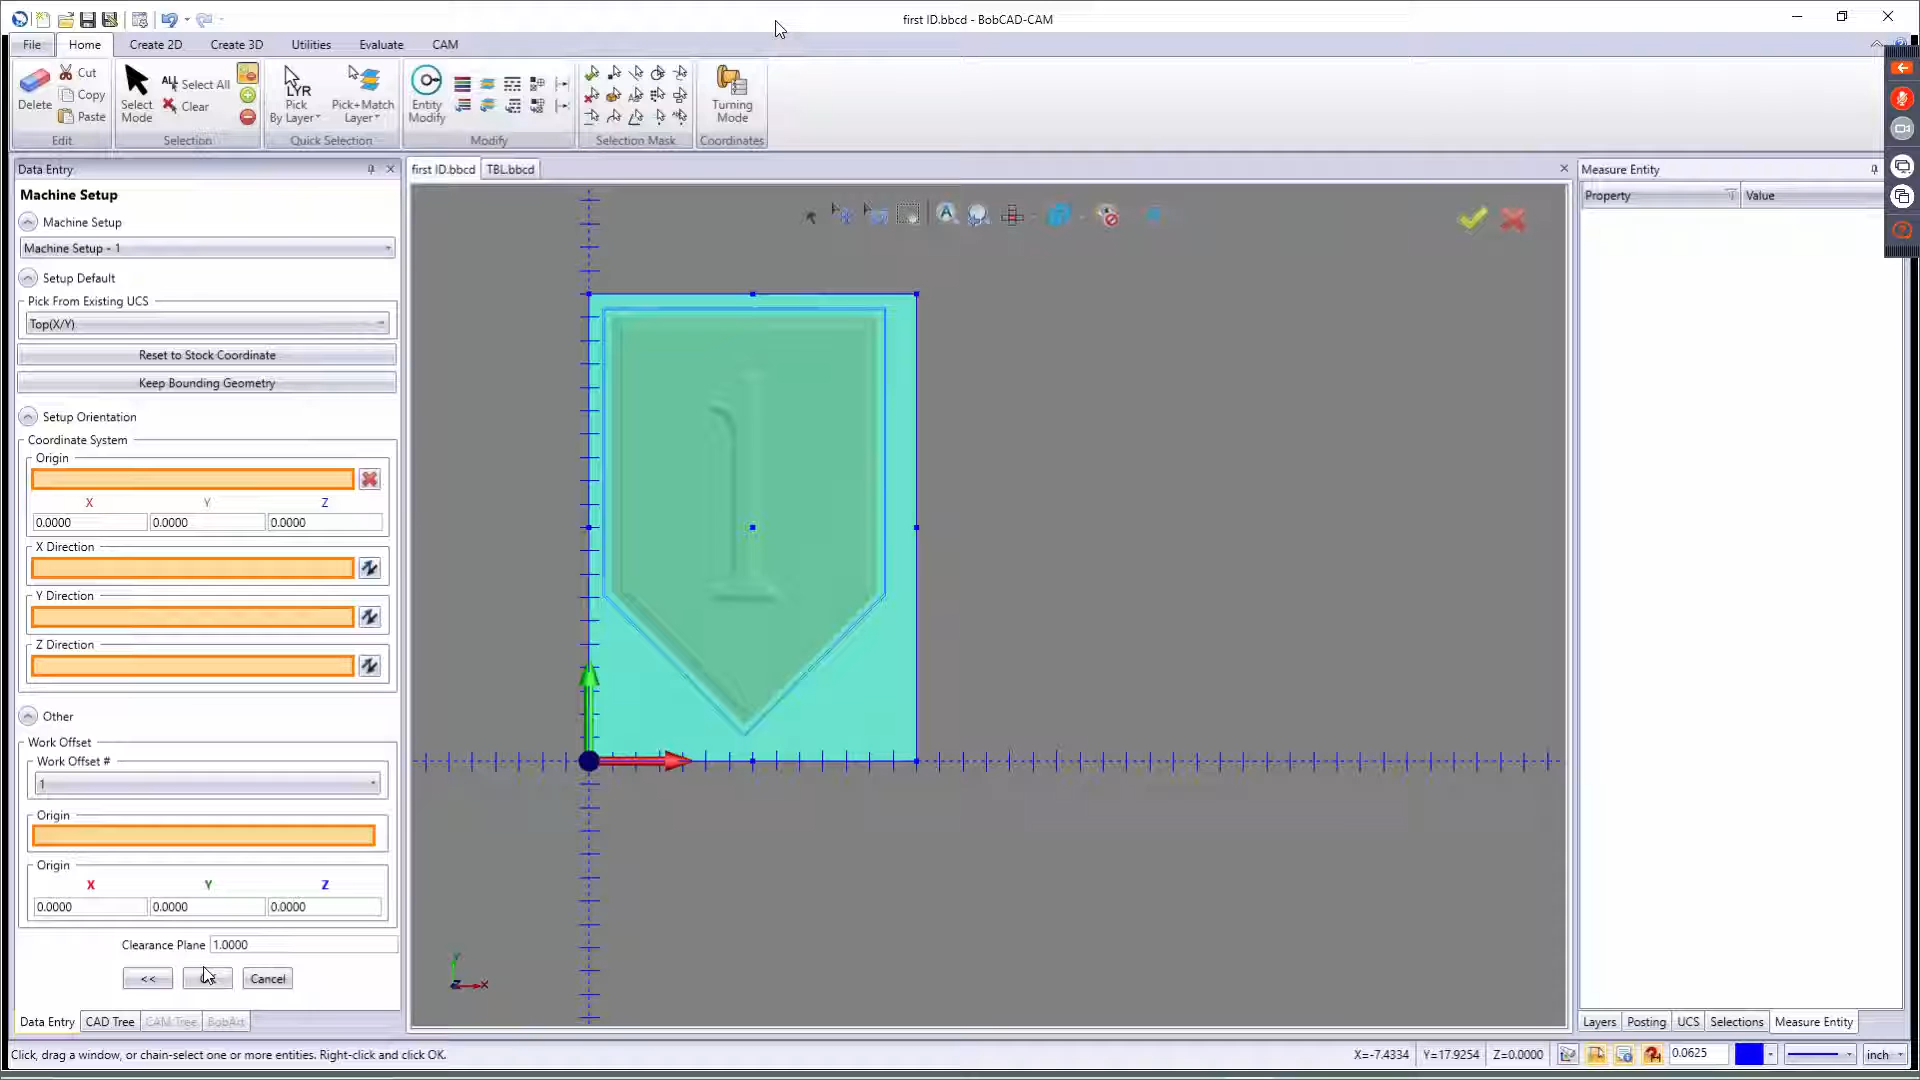 first ID.bbcd - BobCAD-CAM
File Home Create 2D Create 3D Utilities Evaluate CAM
Delete
Cut
Copy
Paste
Edit
Select Mode
ALL Select All
Clear
Selection
LYR
Pick By Layer
Pick+Match Layer
Quick Selection
Entity Modify
Modify
Selection Mask
Turning Mode
Coordinates
Data Entry
first ID.bbcd TBL.bbcd
Measure Entity
Property Value
Machine Setup
Machine Setup
Machine Setup - 1
Setup Default
Pick From Existing UCS
Top(X/Y)
Reset to Stock Coordinate
Keep Bounding Geometry
Setup Orientation
Coordinate System
Origin
X Y Z
0.0000 0.0000 0.0000
X Direction
Y Direction
Z Direction
Other
Work Offset
Work Offset #
1
Origin
Origin
X Y Z
0.0000 0.0000 0.0000
Clearance Plane 1.0000
<< Cancel
Data Entry CAD Tree CAM Tree BobArt
1
Y
Z X
Layers Posting UCS Selections Measure Entity
Click, drag a window, or chain-select one or more entities. Right-click and click OK.
X=-7.4334 Y=17.9254 Z=0.0000 0.0625 inch